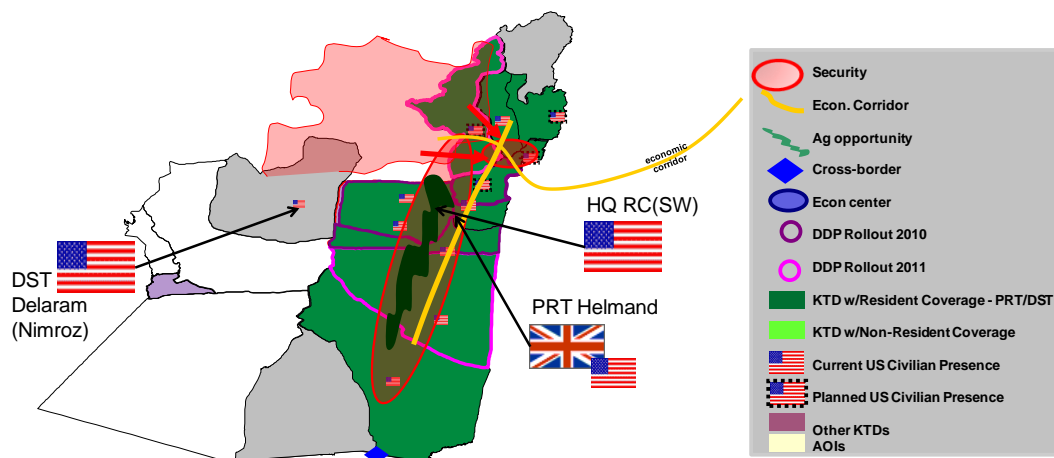 economic
corridor
HQ RC(SW)
DST
Delaram
(Nimroz)
PRT Helmand
Security
Econ. Corridor
Ag opportunity
Cross-border
Econ center
DDP Rollout 2010
DDP Rollout 2011
KTD w/Resident Coverage - PRT/DST
KTD w/Non-Resident Coverage
Current US Civilian Presence
Planned US Civilian Presence
Other KTDs
AOIs